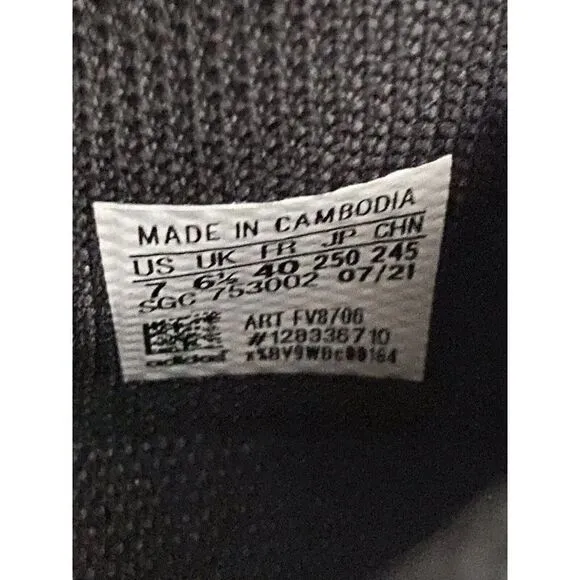 MADE IN CAMBODIA
US UK FR JP CHN
7 6½ 40 250 245
SGC 753002 07/21
ART FV8706
#128336710
adidas